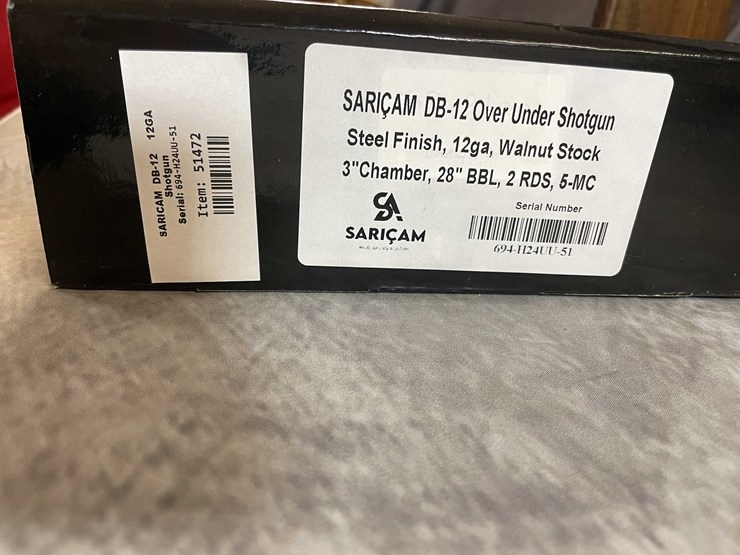 SARICAM DB-12 12GA
Shotgun
Serial: 694-H24UU-51
Item: 51472
SARIÇAM DB-12 Over Under Shotgun
Steel Finish, 12ga, Walnut Stock
3"Chamber, 28" BBL, 2 RDS, 5-MC
SA
SARIÇAM
Serial Number
694-H24UU-51